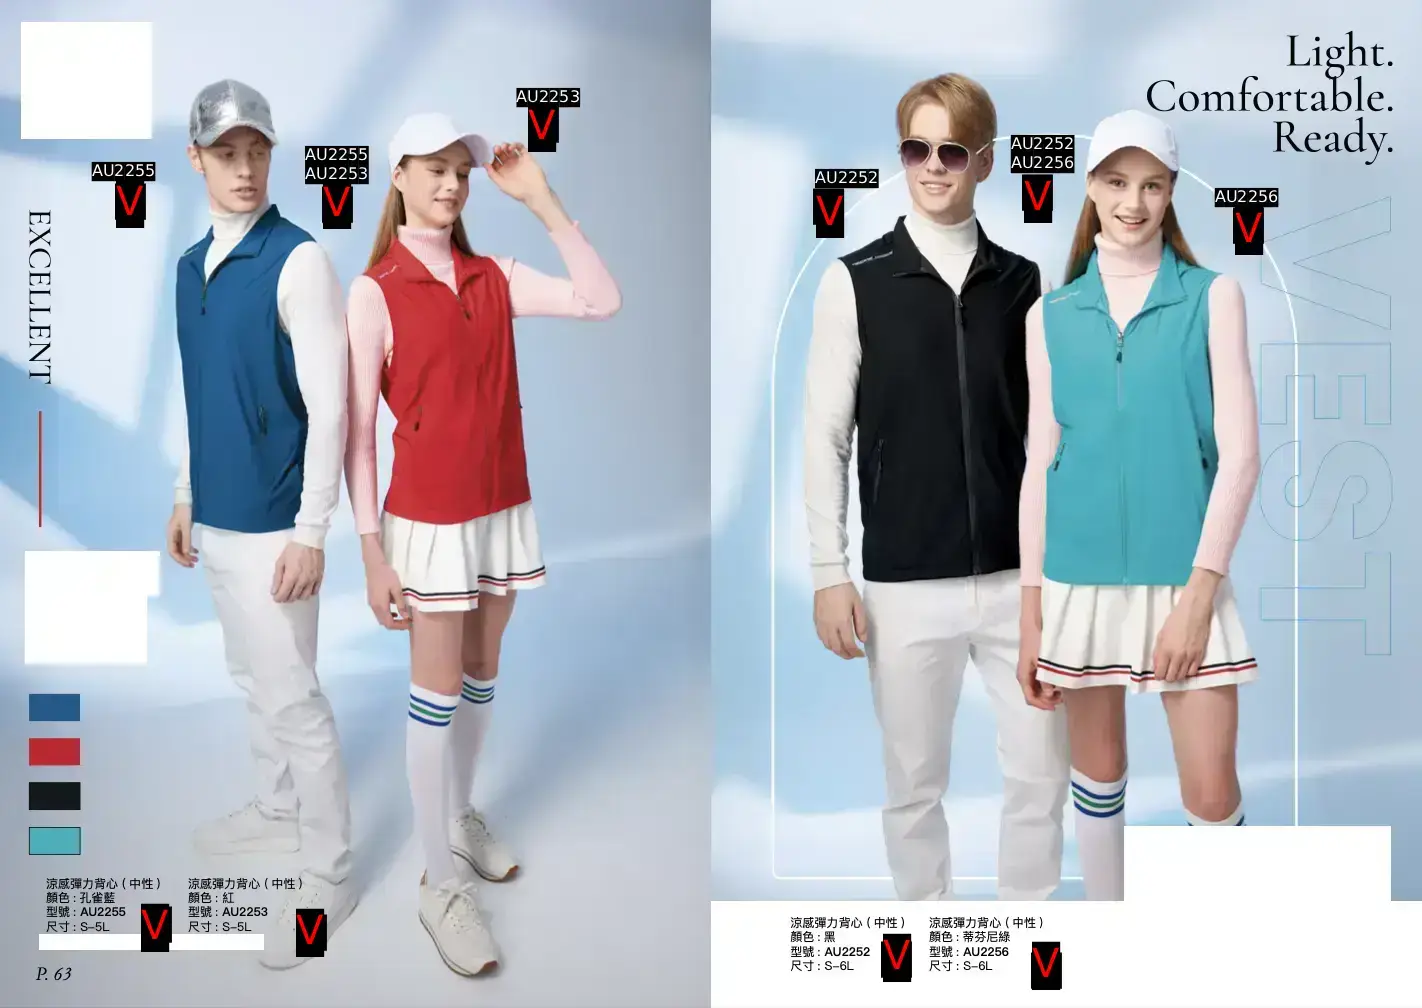 AU2255
V
AU2255
AU2253
V
AU2253
V
EXCELLENT
涼感彈力背心（中性）
顏色：孔雀藍
型號：AU2255
尺寸：S-5L
V
涼感彈力背心（中性）
顏色：紅
型號：AU2253
尺寸：S-5L
V
P. 63
Light.
Comfortable.
Ready.
AU2252
V
AU2252
AU2256
V
AU2256
V
VEST
涼感彈力背心（中性）
顏色：黑
型號：AU2252
尺寸：S-6L
V
涼感彈力背心（中性）
顏色：蒂芬尼綠
型號：AU2256
尺寸：S-6L
V